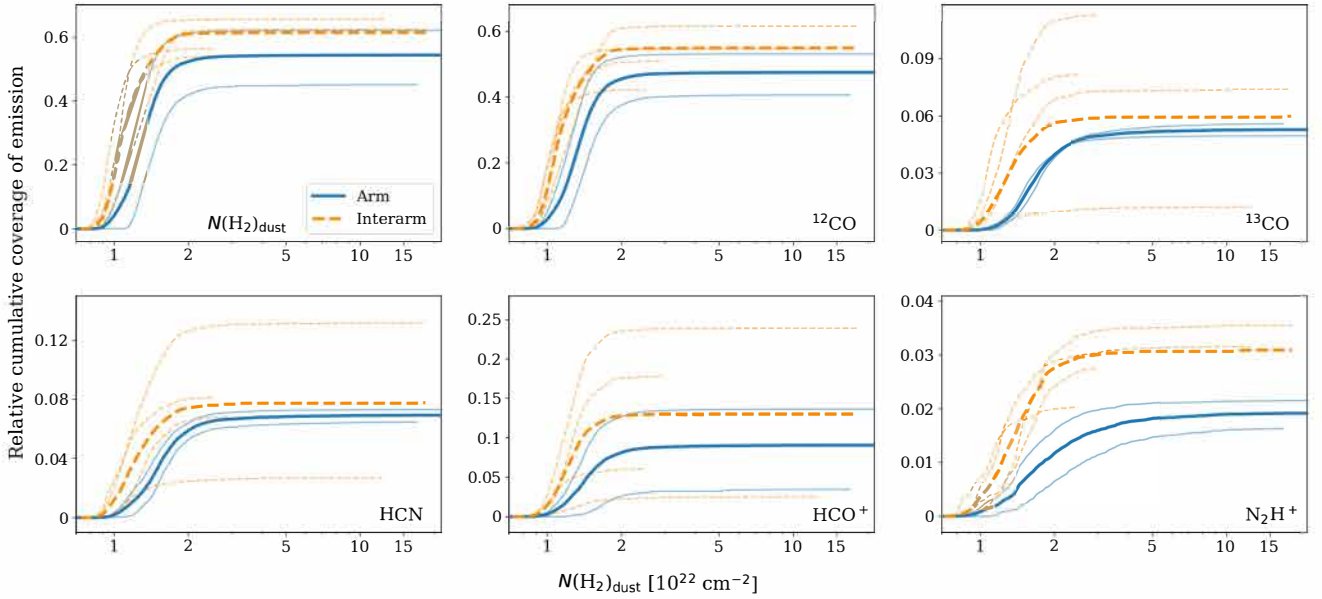 Relative cumulative coverage of emission
0.6
0.4
0.2
0
1 2 5 10 15
Arm
Interarm
N(H₂)dust
0.6
0.4
0.2
0
1 2 5 10 15
¹²CO
0.09
0.06
0.03
0
1 2 5 10 15
¹³CO
0.12
0.08
0.04
0
1 2 5 10 15
HCN
0.25
0.20
0.15
0.1
0.05
0.00
1 2 5 10 15
HCO⁺
0.04
0.03
0.02
0.01
0
1 2 5 10 15
N₂H⁺
N(H₂)dust [10²² cm⁻²]